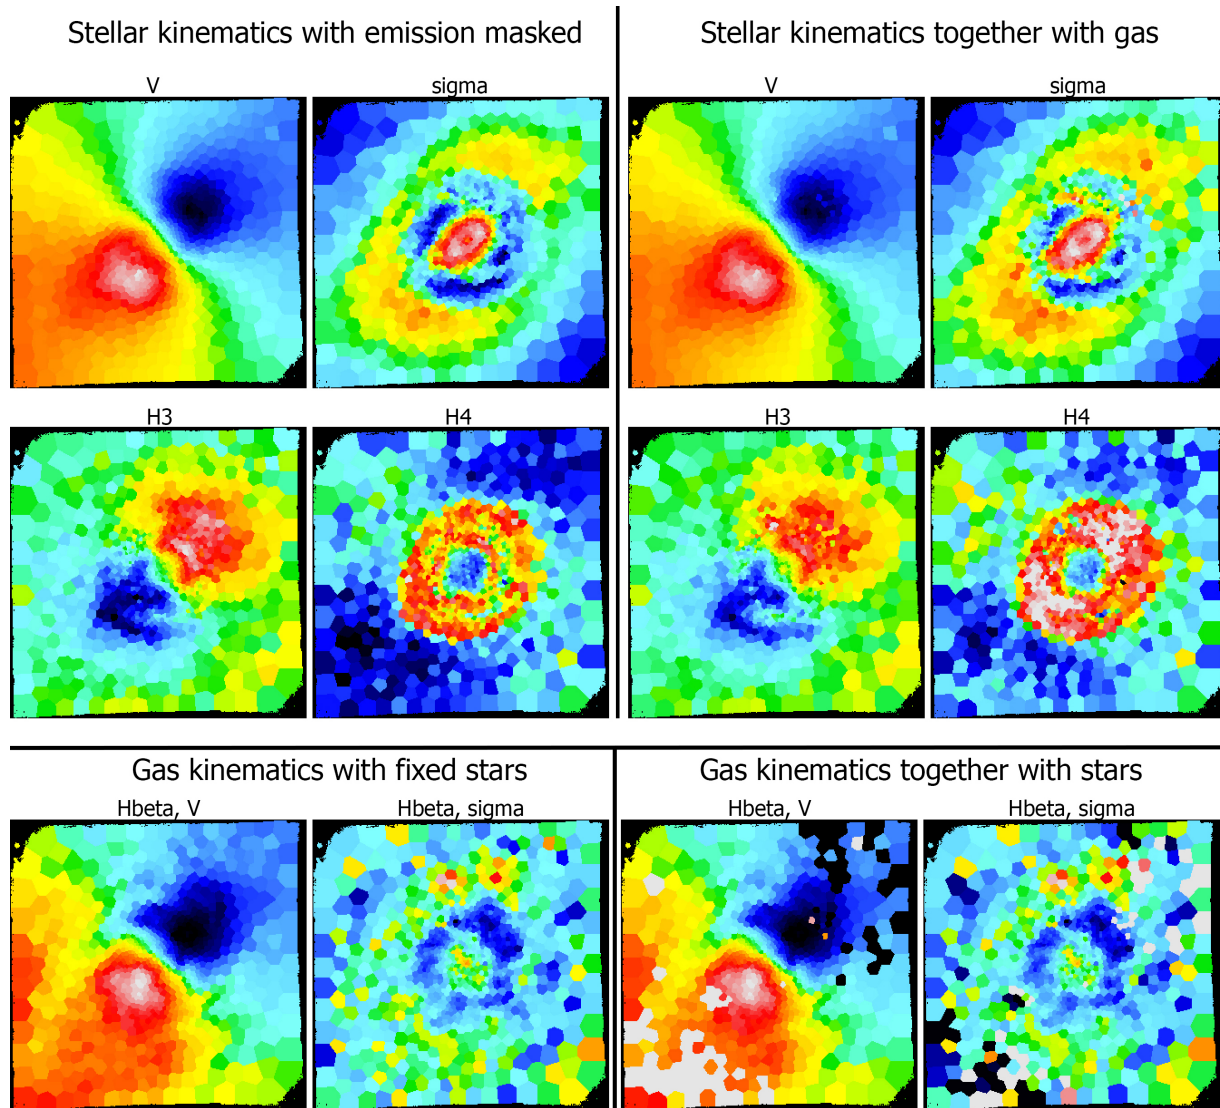 Stellar kinematics with emission masked
Stellar kinematics together with gas
V
sigma
V
sigma
H3
H4
H3
H4
Gas kinematics with fixed stars
Gas kinematics together with stars
Hbeta, V
Hbeta, sigma
Hbeta, V
Hbeta, sigma